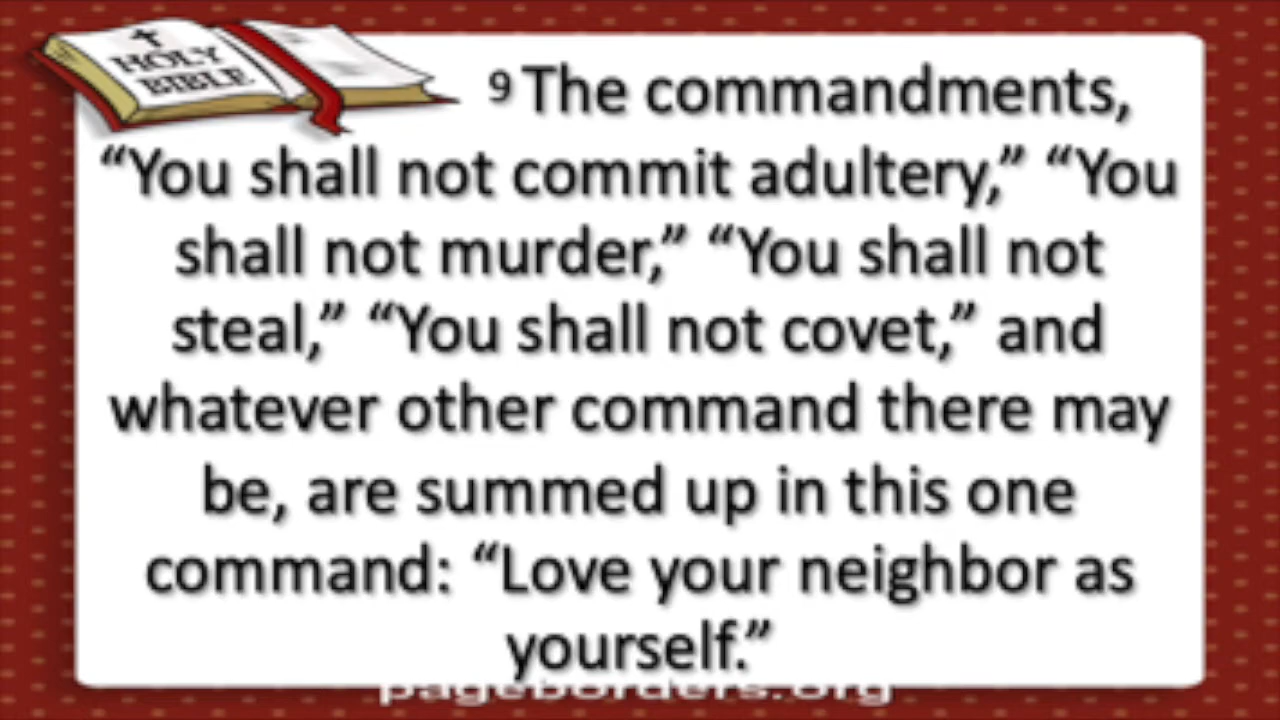 HOLY
BIBLE
9 The commandments,
“You shall not commit adultery,” “You
shall not murder,” “You shall not
steal,” “You shall not covet,” and
whatever other command there may
be, are summed up in this one
command: “Love your neighbor as
yourself.”
pageborders.org